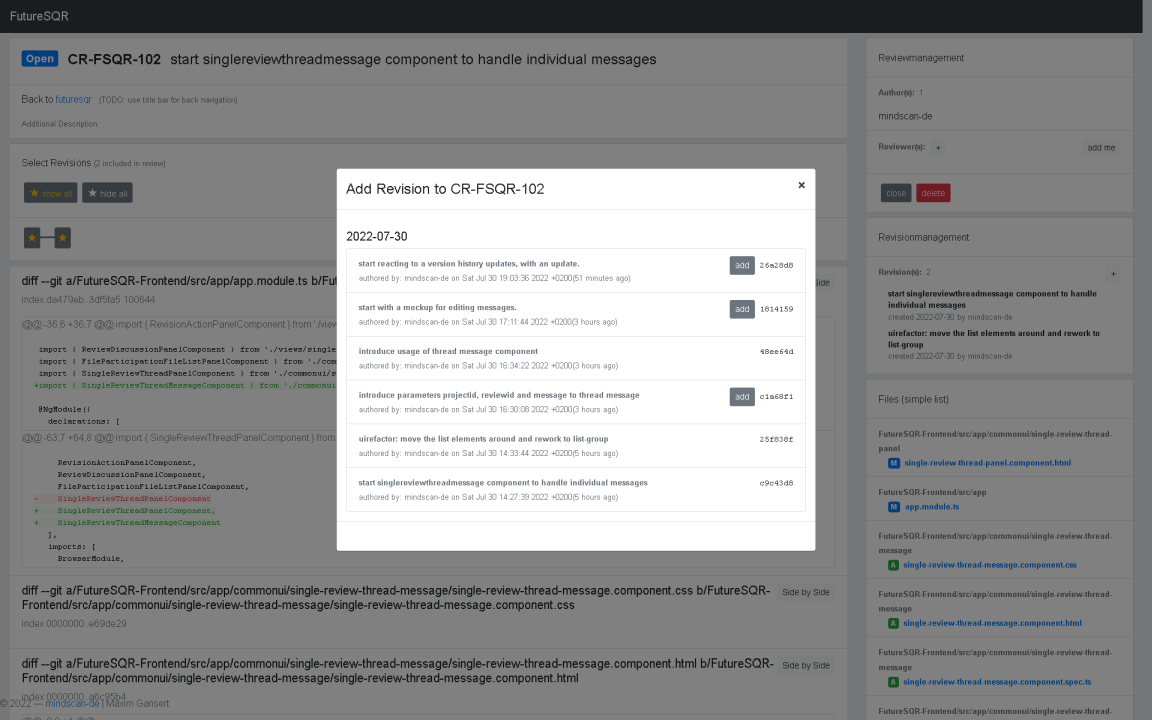 FutureSQR
Open CR-FSQR-102 start singlereviewthreadmessage component to handle individual messages
Back to futuresqr (TODO: use title bar for back navigation)
Additional Description:
Select Revisions (2 included in review)
★ show all ★ hide all
★ ★
diff --git a/FutureSQR-Frontend/src/app/app.module.ts b/Fut
Side
index da479eb..3df5fa5 100644
@@ -36,6 +36,7 @@ import { RevisionActionPanelComponent } from './view
import { ReviewDiscussionPanelComponent } from './views/single
import { FileParticipationFileListPanelComponent } from './com
import { SingleReviewThreadPanelComponent } from './commonui/s
+import { SingleReviewThreadMessageComponent } from './commonui
@NgModule({
declarations: [
@@ -63,7 +64,8 @@ import { SingleReviewThreadPanelComponent } from
RevisionActionPanelComponent,
ReviewDiscussionPanelComponent,
FileParticipationFileListPanelComponent,
- SingleReviewThreadPanelComponent
+ SingleReviewThreadPanelComponent,
+ SingleReviewThreadMessageComponent
],
imports: [
BrowserModule,
diff --git a/FutureSQR-Frontend/src/app/commonui/single-review-thread-message/single-review-thread-message.component.css b/FutureSQR-
Frontend/src/app/commonui/single-review-thread-message/single-review-thread-message.component.css
Side by Side
index 0000000..e69de29
diff --git a/FutureSQR-Frontend/src/app/commonui/single-review-thread-message/single-review-thread-message.component.html b/FutureSQR-
Frontend/src/app/commonui/single-review-thread-message/single-review-thread-message.component.html
Side by Side
index 0000000..a6c95b4
© 2022 — mindscan-de | Maxim Gansert
Add Revision to CR-FSQR-102
×
2022-07-30
start reacting to a version history updates, with an update.
authored by: mindscan-de on Sat Jul 30 19:03:36 2022 +0200(51 minutes ago)
add 26a28d8
start with a mockup for editing messages.
authored by: mindscan-de on Sat Jul 30 17:11:44 2022 +0200(3 hours ago)
add 1814159
introduce usage of thread message component
authored by: mindscan-de on Sat Jul 30 16:34:22 2022 +0200(3 hours ago)
48ee64d
introduce parameters projectid, reviewid and message to thread message
authored by: mindscan-de on Sat Jul 30 16:30:08 2022 +0200(3 hours ago)
add c1a68f1
uirefactor: move the list elements around and rework to list-group
authored by: mindscan-de on Sat Jul 30 14:33:44 2022 +0200(5 hours ago)
25f838f
start singlereviewthreadmessage component to handle individual messages
authored by: mindscan-de on Sat Jul 30 14:27:39 2022 +0200(5 hours ago)
c9c43d8
Reviewmanagement
Author(s): 1
mindscan-de
Reviewer(s): + add me
close delete
Revisionmanagement
Revision(s): 2 +
start singlereviewthreadmessage component to handle
individual messages
created 2022-07-30 by mindscan-de
uirefactor: move the list elements around and rework to
list-group
created 2022-07-30 by mindscan-de
Files (simple list)
FutureSQR-Frontend/src/app/commonui/single-review-thread-
panel
M single-review-thread-panel.component.html
FutureSQR-Frontend/src/app
M app.module.ts
FutureSQR-Frontend/src/app/commonui/single-review-thread-
message
A single-review-thread-message.component.css
FutureSQR-Frontend/src/app/commonui/single-review-thread-
message
A single-review-thread-message.component.html
FutureSQR-Frontend/src/app/commonui/single-review-thread-
message
A single-review-thread-message.component.spec.ts
FutureSQR-Frontend/src/app/commonui/single-review-thread-